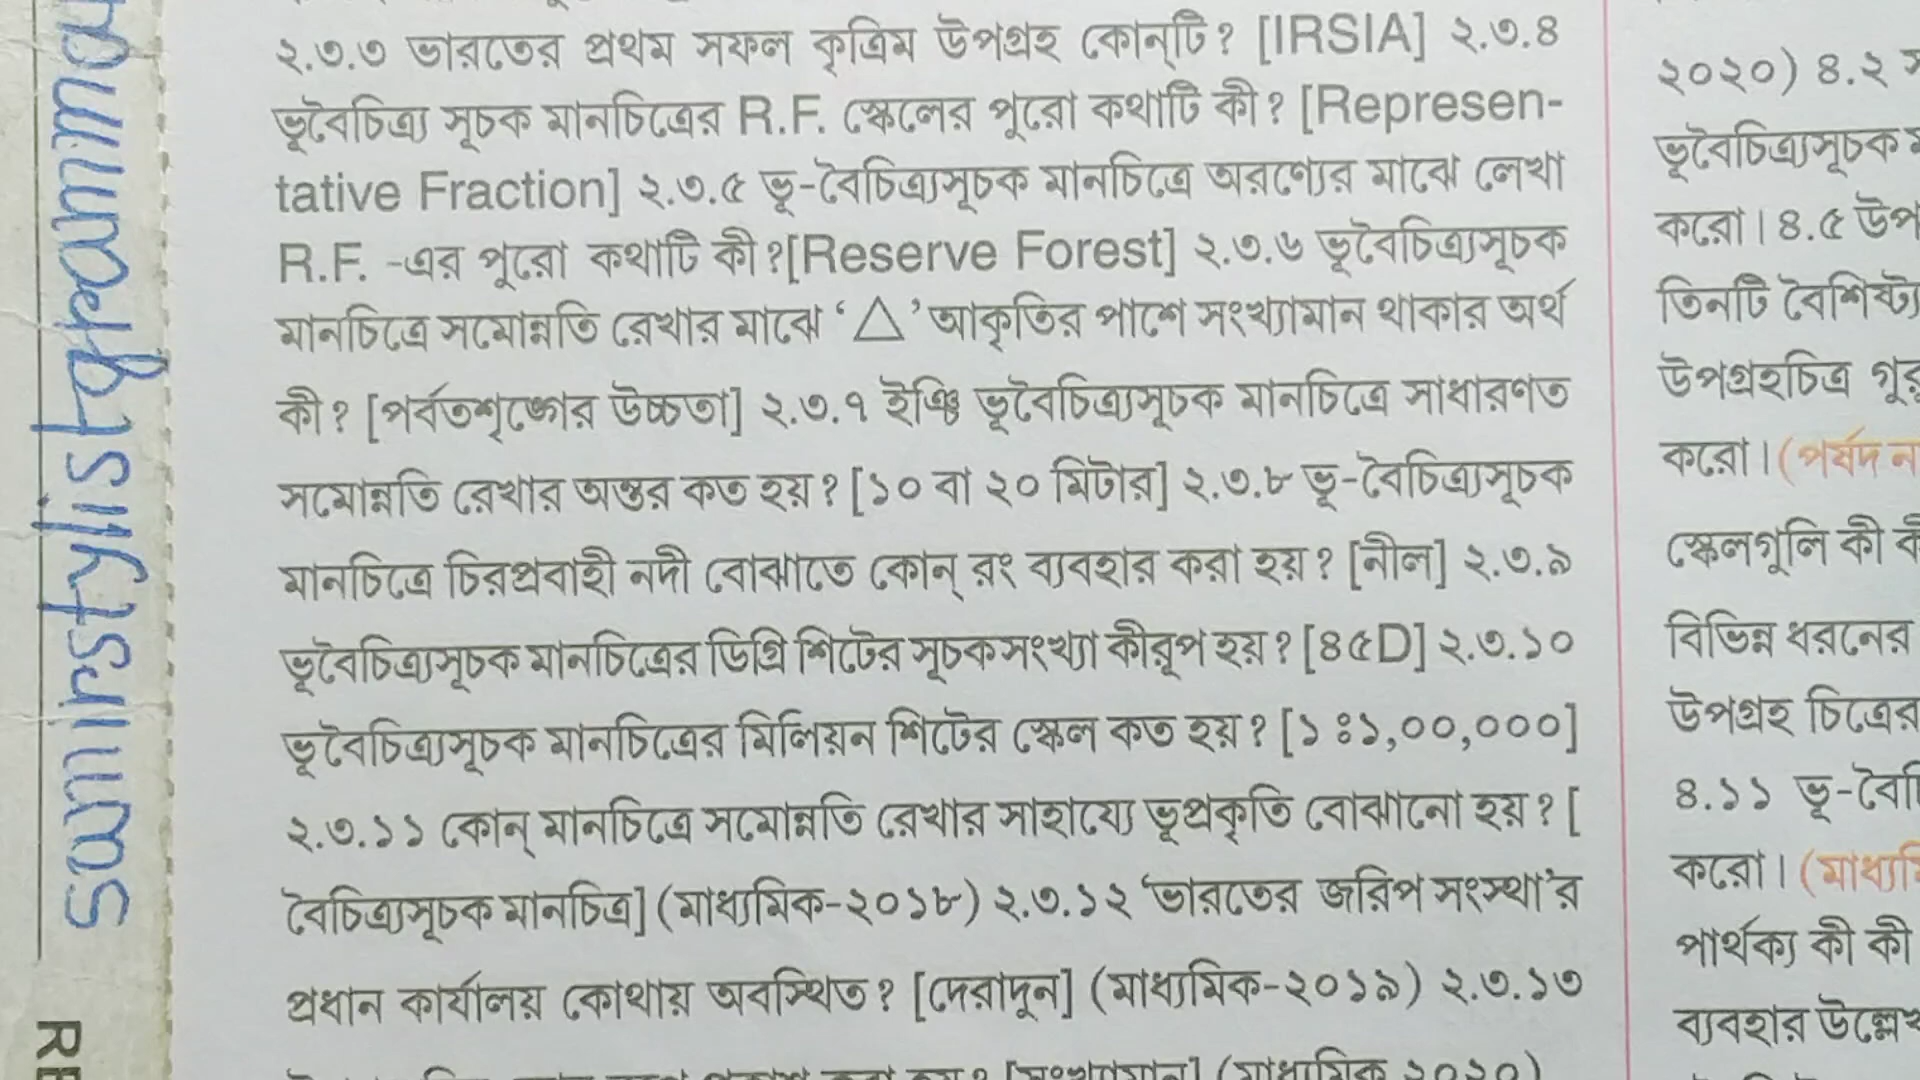 ২.৩.৩ ভারতের প্রথম সফল কৃত্রিম উপগ্রহ কোন্‌টি? [IRSIA] ২.৩.৪
ভূবৈচিত্র্য সূচক মানচিত্রের R.F. স্কেলের পুরো কথাটি কী? [Represen-
tative Fraction] ২.৩.৫ ভূ-বৈচিত্র্যসূচক মানচিত্রে অরণ্যের মাঝে লেখা
R.F. -এর পুরো কথাটি কী?[Reserve Forest] ২.৩.৬ ভূবৈচিত্র্যসূচক
মানচিত্রে সমোন্নতি রেখার মাঝে ‘△’ আকৃতির পাশে সংখ্যামান থাকার অর্থ
কী? [পর্বতশৃঙ্গের উচ্চতা] ২.৩.৭ ইঞ্চি ভূবৈচিত্র্যসূচক মানচিত্রে সাধারণত
সমোন্নতি রেখার অন্তর কত হয়? [১০ বা ২০ মিটার] ২.৩.৮ ভূ-বৈচিত্র্যসূচক
মানচিত্রে চিরপ্রবাহী নদী বোঝাতে কোন্ রং ব্যবহার করা হয়? [নীল] ২.৩.৯
ভূবৈচিত্র্যসূচক মানচিত্রের ডিগ্রি শিটের সূচকসংখ্যা কীরূপ হয়? [৪৫D] ২.৩.১০
ভূবৈচিত্র্যসূচক মানচিত্রের মিলিয়ন শিটের স্কেল কত হয়? [১ ঃ১,০০,০০০]
২.৩.১১ কোন্ মানচিত্রে সমোন্নতি রেখার সাহায্যে ভূপ্রকৃতি বোঝানো হয়? [
বৈচিত্র্যসূচক মানচিত্র] (মাধ্যমিক-২০১৮) ২.৩.১২ ‘ভারতের জরিপ সংস্থা’র
প্রধান কার্যালয় কোথায় অবস্থিত? [দেরাদুন] (মাধ্যমিক-২০১৯) ২.৩.১৩
[সংখ্যামান] (মাধ্যমিক ২০২০)
২০২০) ৪.২
ভূবৈচিত্র্যসূচক
করো। ৪.৫ উপ
তিনটি বৈশিষ্ট্য
উপগ্রহচিত্র
করো। (পর্ষদ
স্কেলগুলি কী
বিভিন্ন ধরনের
উপগ্রহ চিত্রের
৪.১১ ভূ-বৈচি
করো। (মাধ্যমি
পার্থক্য কী কী
ব্যবহার উল্লেখ
samirstylistgrammar
RE